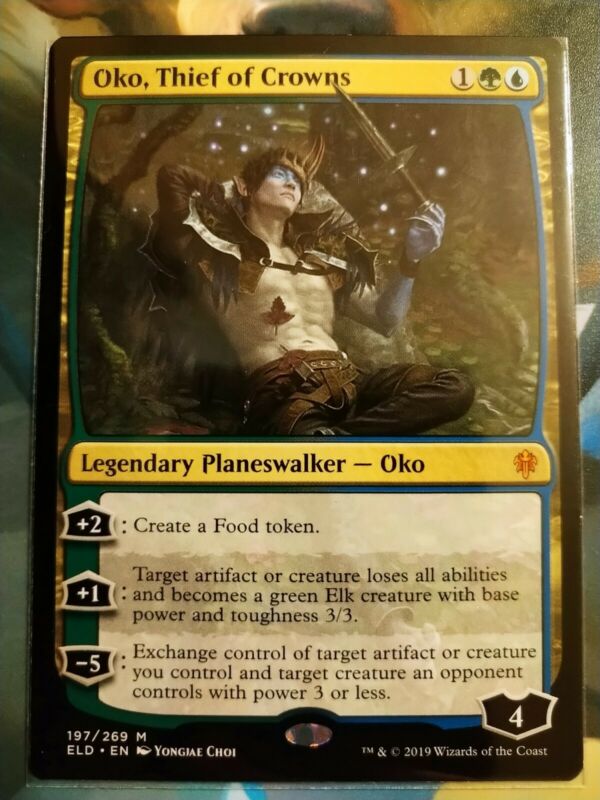 Oko, Thief of Crowns 1
Legendary Planeswalker — Oko
+2 : Create a Food token.
Target artifact or creature loses all abilities
+1 : and becomes a green Elk creature with base
power and toughness 3/3.
Exchange control of target artifact or creature
−5 : you control and target creature an opponent
controls with power 3 or less.
4
197/269 M
ELD • EN Yongjae Choi
™ & © 2019 Wizards of the Coast